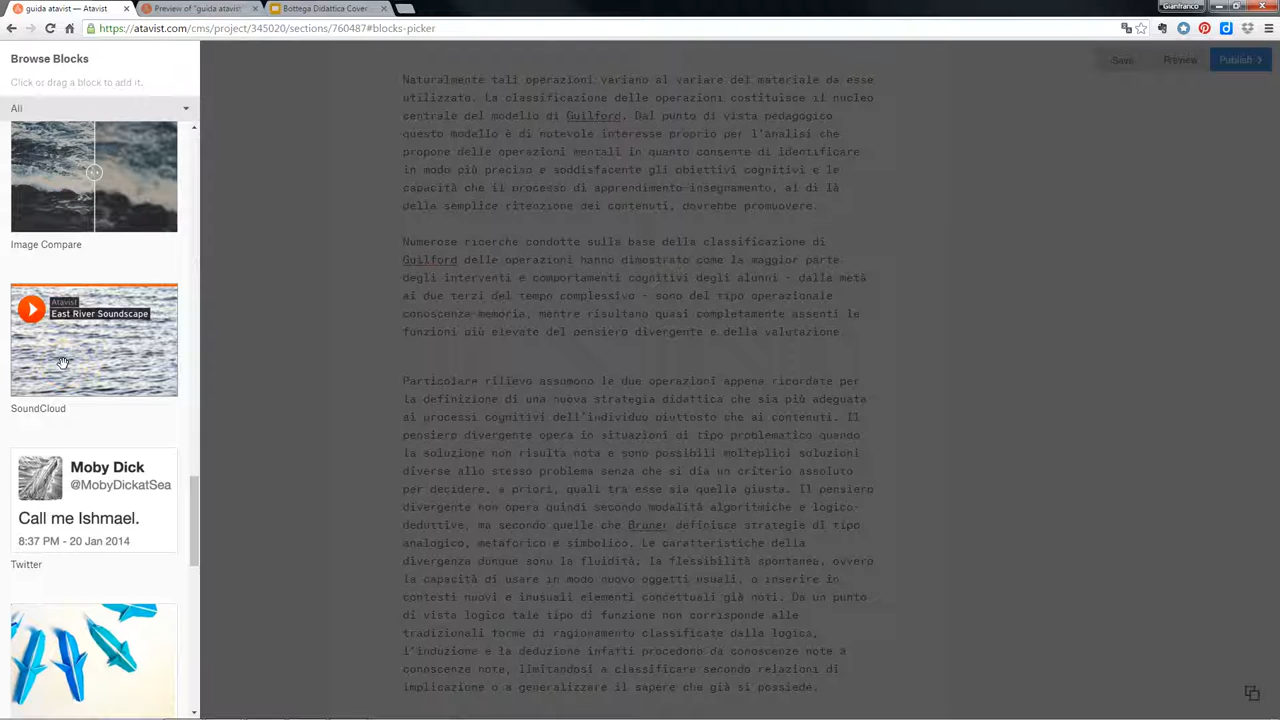 guida atavist — Atavist
Preview of "guida atavist
Bottega Didattica Cover
Gianfranco
https://atavist.com/cms/project/345020/sections/760487#blocks-picker
Browse Blocks
Click or drag a block to add it.
All
Image Compare
Atavist
East River Soundscape
SoundCloud
Moby Dick
@MobyDickatSea
Call me Ishmael.
8:37 PM - 20 Jan 2014
Twitter
Save
Preview
Publish
Naturalmente tali operazioni variano al variare del materiale da esse
utilizzato. La classificazione delle operazioni costituisce il nucleo
centrale del modello di Guilford. Dal punto di vista pedagogico
questo modello è di notevole interesse proprio per l'analisi che
propone delle operazioni mentali in quanto consente di identificare
in modo più preciso e soddisfacente gli obiettivi cognitivi e le
capacità che il processo di apprendimento-insegnamento, al di là
della semplice ritenzione dei contenuti, dovrebbe promuovere.
Numerose ricerche condotte sulla base della classificazione di
Guilford delle operazioni hanno dimostrato come la maggior parte
degli interventi e comportamenti cognitivi degli alunni - dalla metà
ai due terzi del tempo complessivo - sono del tipo operazionale
conoscenza-memoria, mentre risultano quasi completamente assenti le
funzioni più elevate del pensiero divergente e della valutazione.
Particolare rilievo assumono le due operazioni appena ricordate per
la definizione di una nuova strategia didattica che sia più adeguata
ai processi cognitivi dell'individuo piuttosto che ai contenuti. Il
pensiero divergente opera in situazioni di tipo problematico quando
la soluzione non risulta nota e sono possibili molteplici soluzioni
diverse allo stesso problema senza che si dia un criterio assoluto
per decidere, a priori, quali tra esse sia quella giusta. Il pensiero
divergente non opera quindi secondo modalità algoritmiche e logico-
deduttive, ma secondo quelle che Bruner definisce strategie di tipo
analogico, metaforico e simbolico. Le caratteristiche della
divergenza dunque sono la fluidità, la flessibilità spontanea, ovvero
la capacità di usare in modo nuovo oggetti usuali, o inserire in
contesti nuovi e inusuali elementi concettuali già noti. Da un punto
di vista logico tale tipo di funzione non corrisponde alle
tradizionali forme di ragionamento classificate dalla logica,
l'induzione e la deduzione infatti procedono da conoscenze note a
conoscenze note, limitandosi a classificare secondo relazioni di
implicazione o a generalizzare il sapere che già si possiede.